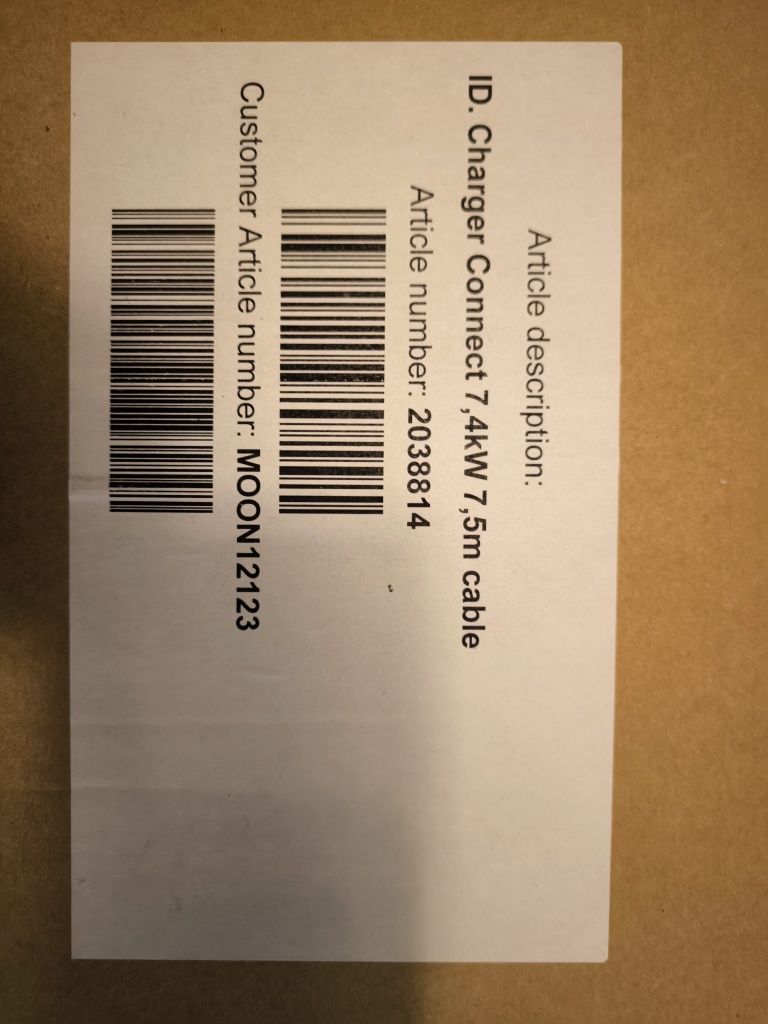 Article description:
ID. Charger Connect 7,4kW 7,5m cable
Article number: 2038814
Customer Article number: MOON12123